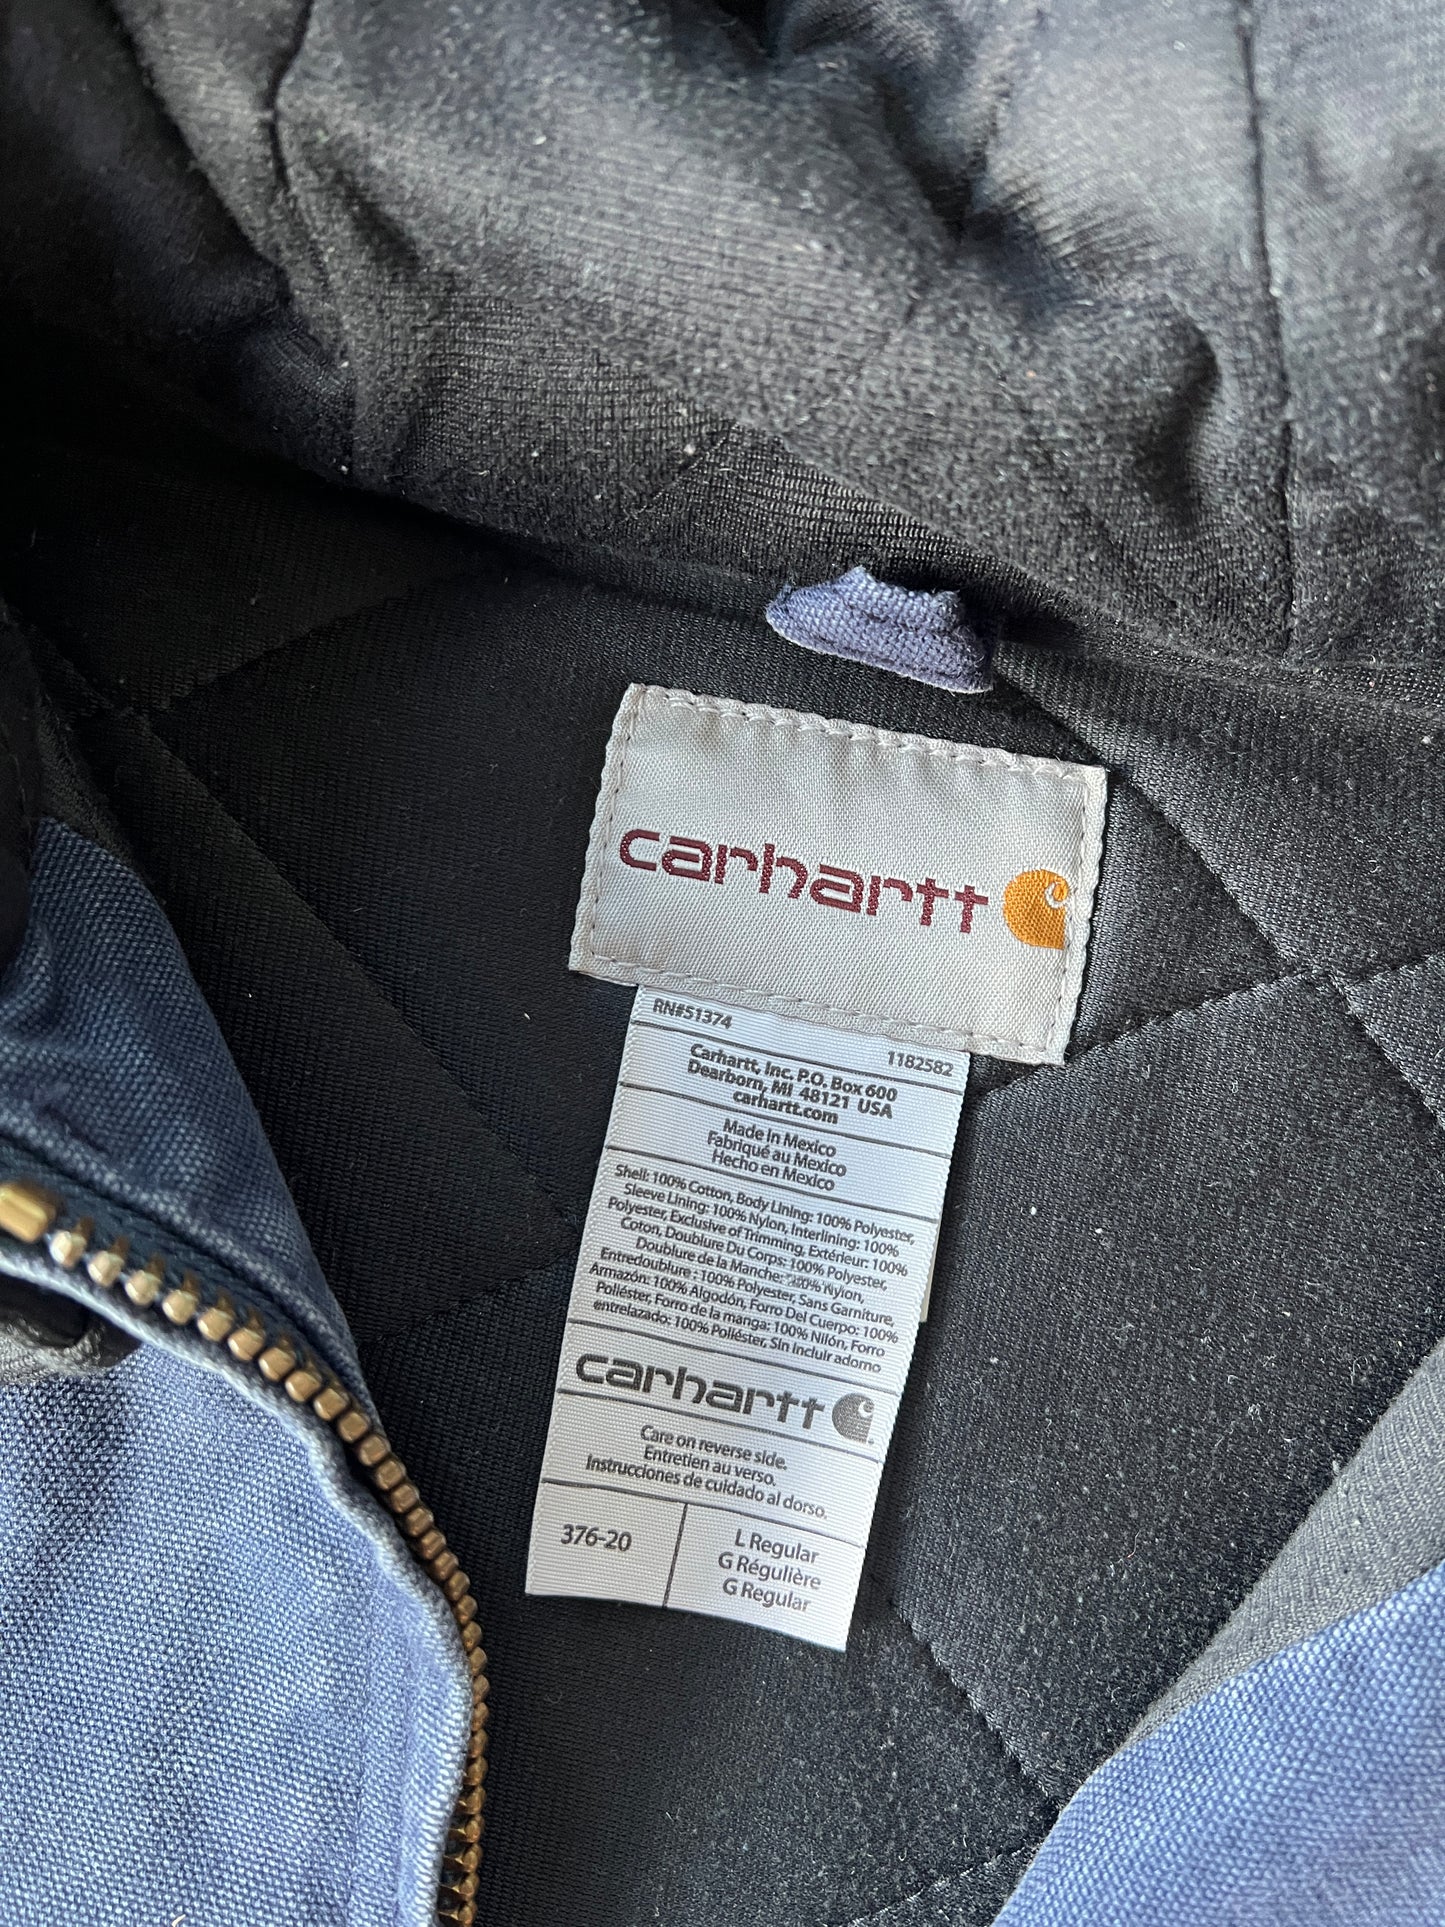 carhartt
RN#51374
1182582
Carhartt, Inc. P.O. Box 600
Dearborn, MI 48121 USA
carhartt.com
Made in Mexico
Fabriqué au Mexico
Hecho en Mexico
Shell: 100% Cotton, Body Lining: 100% Polyester,
Sleeve Lining: 100% Nylon, Interlining: 100%
Polyester, Exclusive of Trimming, Extérieur: 100%
Coton, Doublure Du Corps: 100% Polyester,
Doublure de la Manche: 100% Nylon,
Entredoublure : 100% Polyester, Sans Garniture,
Armazón: 100% Algodón, Forro Del Cuerpo: 100%
Poliéster, Forro de la manga: 100% Nilón, Forro
entrelazado: 100% Poliéster, Sin Incluir adorno
carhartt
Care on reverse side.
Entretien au verso.
Instrucciones de cuidado al dorso.
376-20
L Regular
G Régulière
G Regular